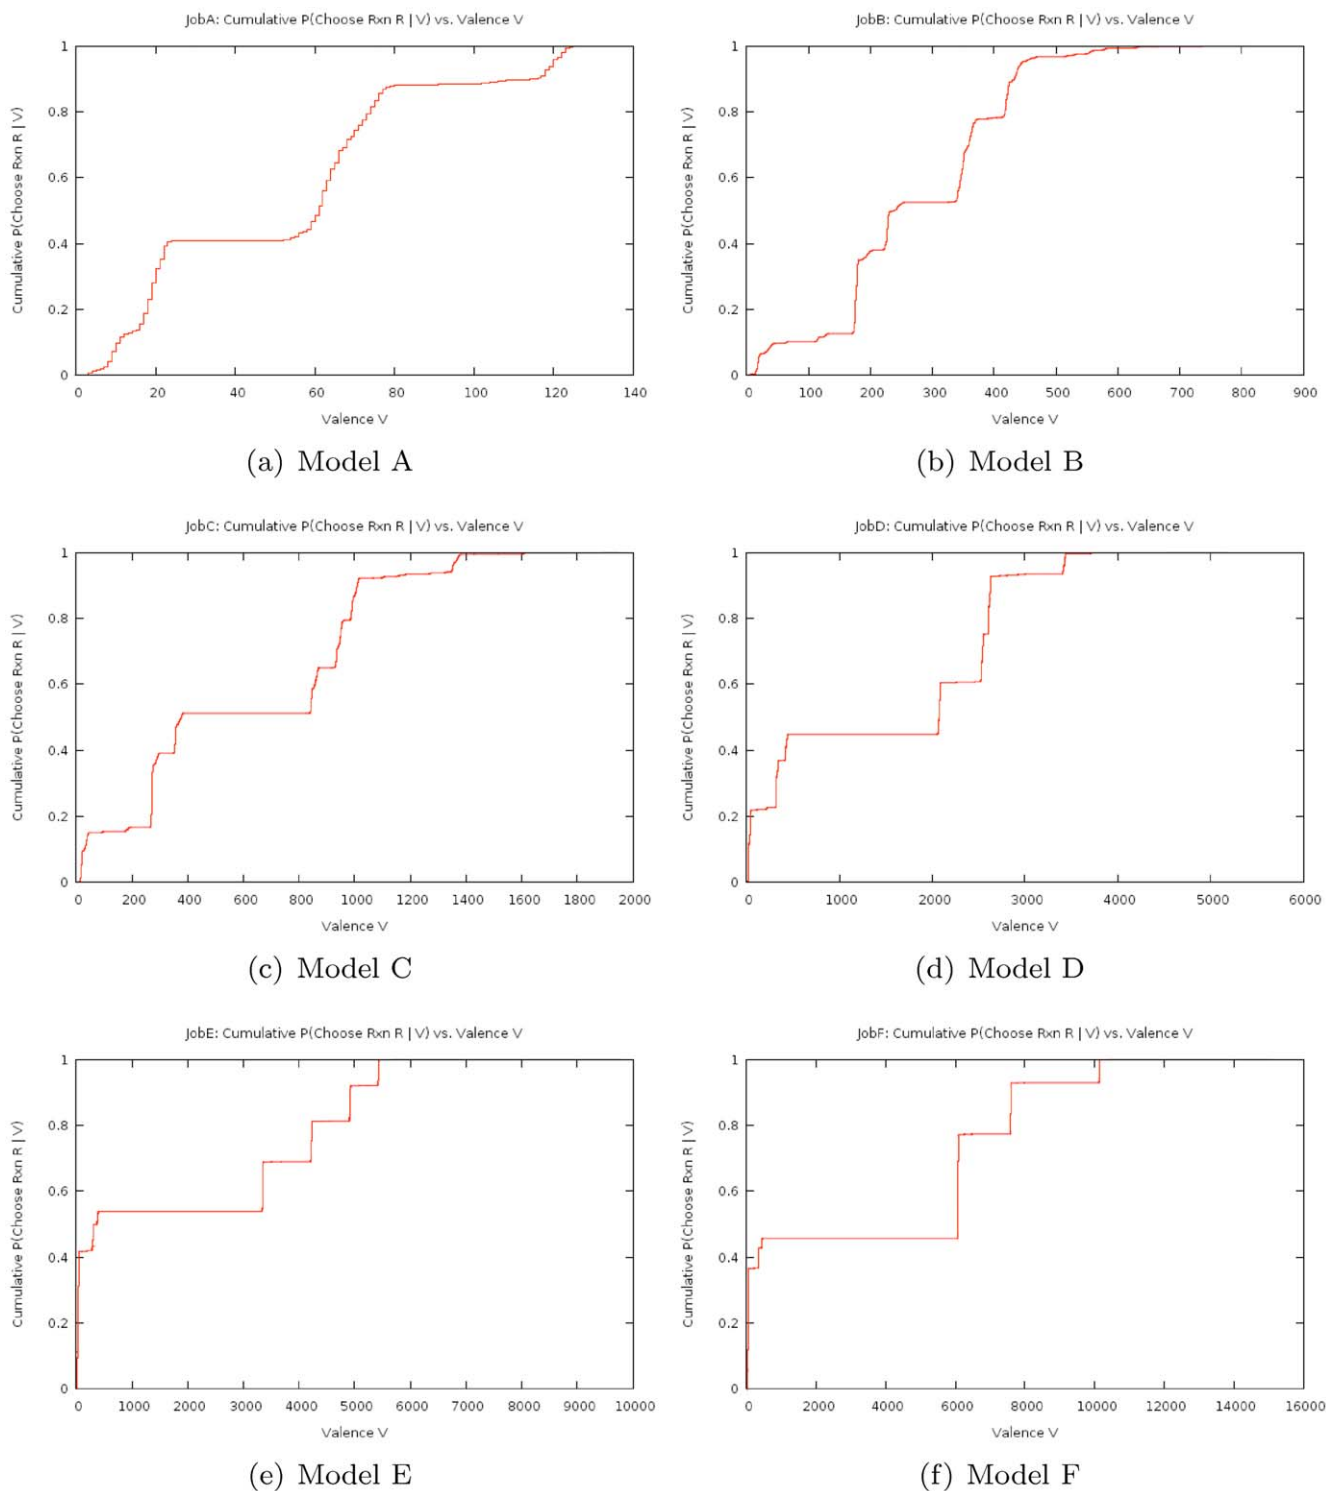 JobA: Cumulative P(Choose Rxn R | V) vs. Valence V
Cumulative P(Choose Rxn R | V)
1
0.8
0.6
0.4
0.2
0
0 20 40 60 80 100 120 140
Valence V
(a) Model A
JobB: Cumulative P(Choose Rxn R | V) vs. Valence V
Cumulative P(Choose Rxn R | V)
1
0.8
0.6
0.4
0.2
0
0 100 200 300 400 500 600 700 800 900
Valence V
(b) Model B
JobC: Cumulative P(Choose Rxn R | V) vs. Valence V
Cumulative P(Choose Rxn R | V)
1
0.8
0.6
0.4
0.2
0
0 200 400 600 800 1000 1200 1400 1600 1800 2000
Valence V
(c) Model C
JobD: Cumulative P(Choose Rxn R | V) vs. Valence V
Cumulative P(Choose Rxn R | V)
1
0.8
0.6
0.4
0.2
0
0 1000 2000 3000 4000 5000 6000
Valence V
(d) Model D
JobE: Cumulative P(Choose Rxn R | V) vs. Valence V
Cumulative P(Choose Rxn R | V)
1
0.8
0.6
0.4
0.2
0
0 1000 2000 3000 4000 5000 6000 7000 8000 9000 10000
Valence V
(e) Model E
JobF: Cumulative P(Choose Rxn R | V) vs. Valence V
Cumulative P(Choose Rxn R | V)
1
0.8
0.6
0.4
0.2
0
0 2000 4000 6000 8000 10000 12000 14000 16000
Valence V
(f) Model F